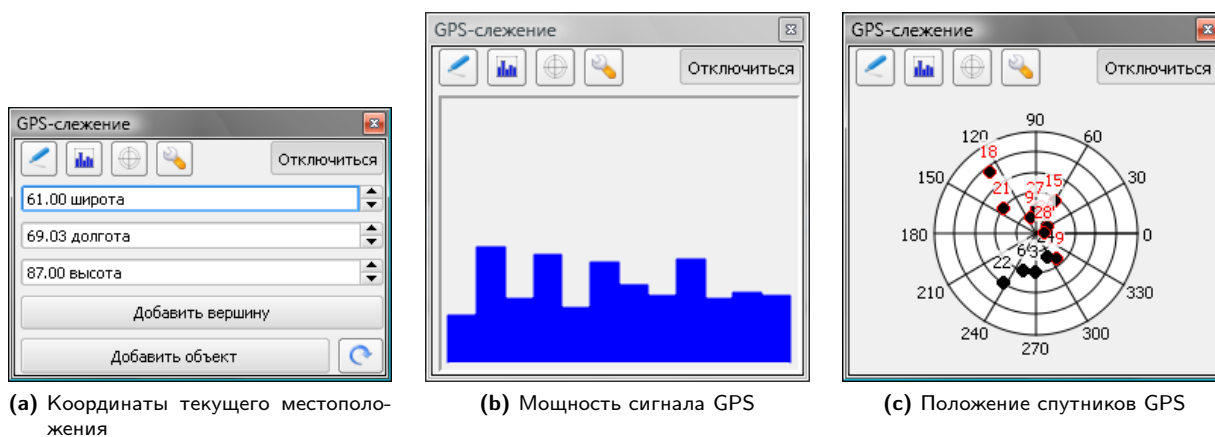 GPS-слежение
Отключиться
61.00 широта
69.03 долгота
87.00 высота
Добавить вершину
Добавить объект
(a) Координаты текущего местополо-
жения
GPS-слежение
Отключиться
(b) Мощность сигнала GPS
GPS-слежение
Отключиться
90
120
60
18
150
30
21
15
9
28
180
0
22
210
330
240
300
270
(c) Положение спутников GPS